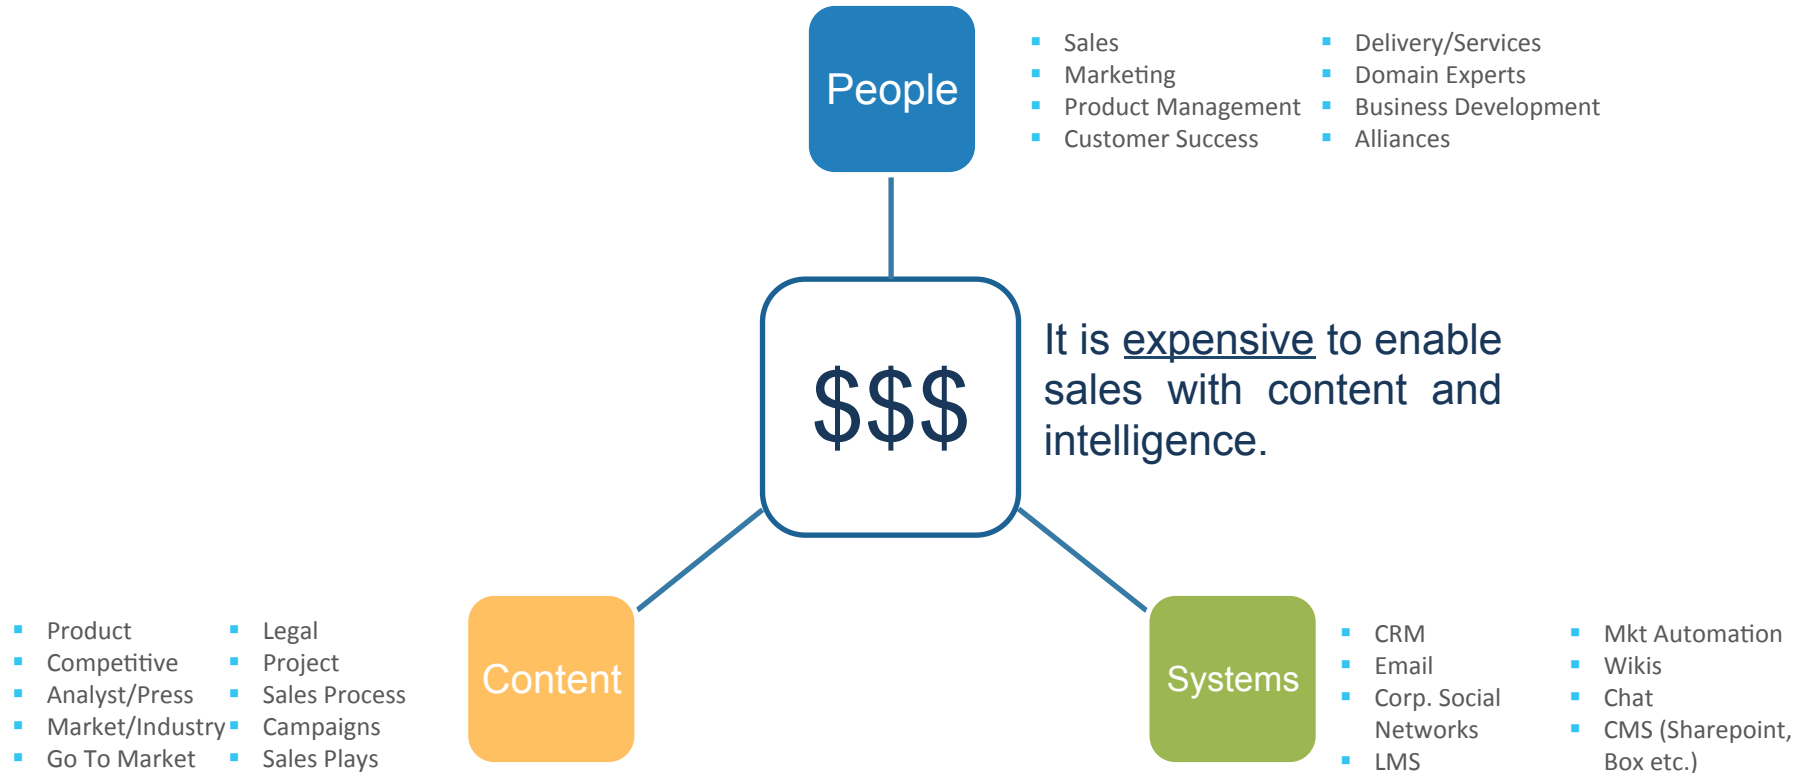 People
Sales
Marketing
Product Management
Customer Success
Delivery/Services
Domain Experts
Business Development
Alliances
$$$
It is expensive to enable
sales with content and
intelligence.
Product
Competitive
Analyst/Press
Market/Industry
Go To Market
Legal
Project
Sales Process
Campaigns
Sales Plays
Content
Systems
CRM
Email
Corp. Social
Networks
LMS
Mkt Automation
Wikis
Chat
CMS (Sharepoint,
Box etc.)